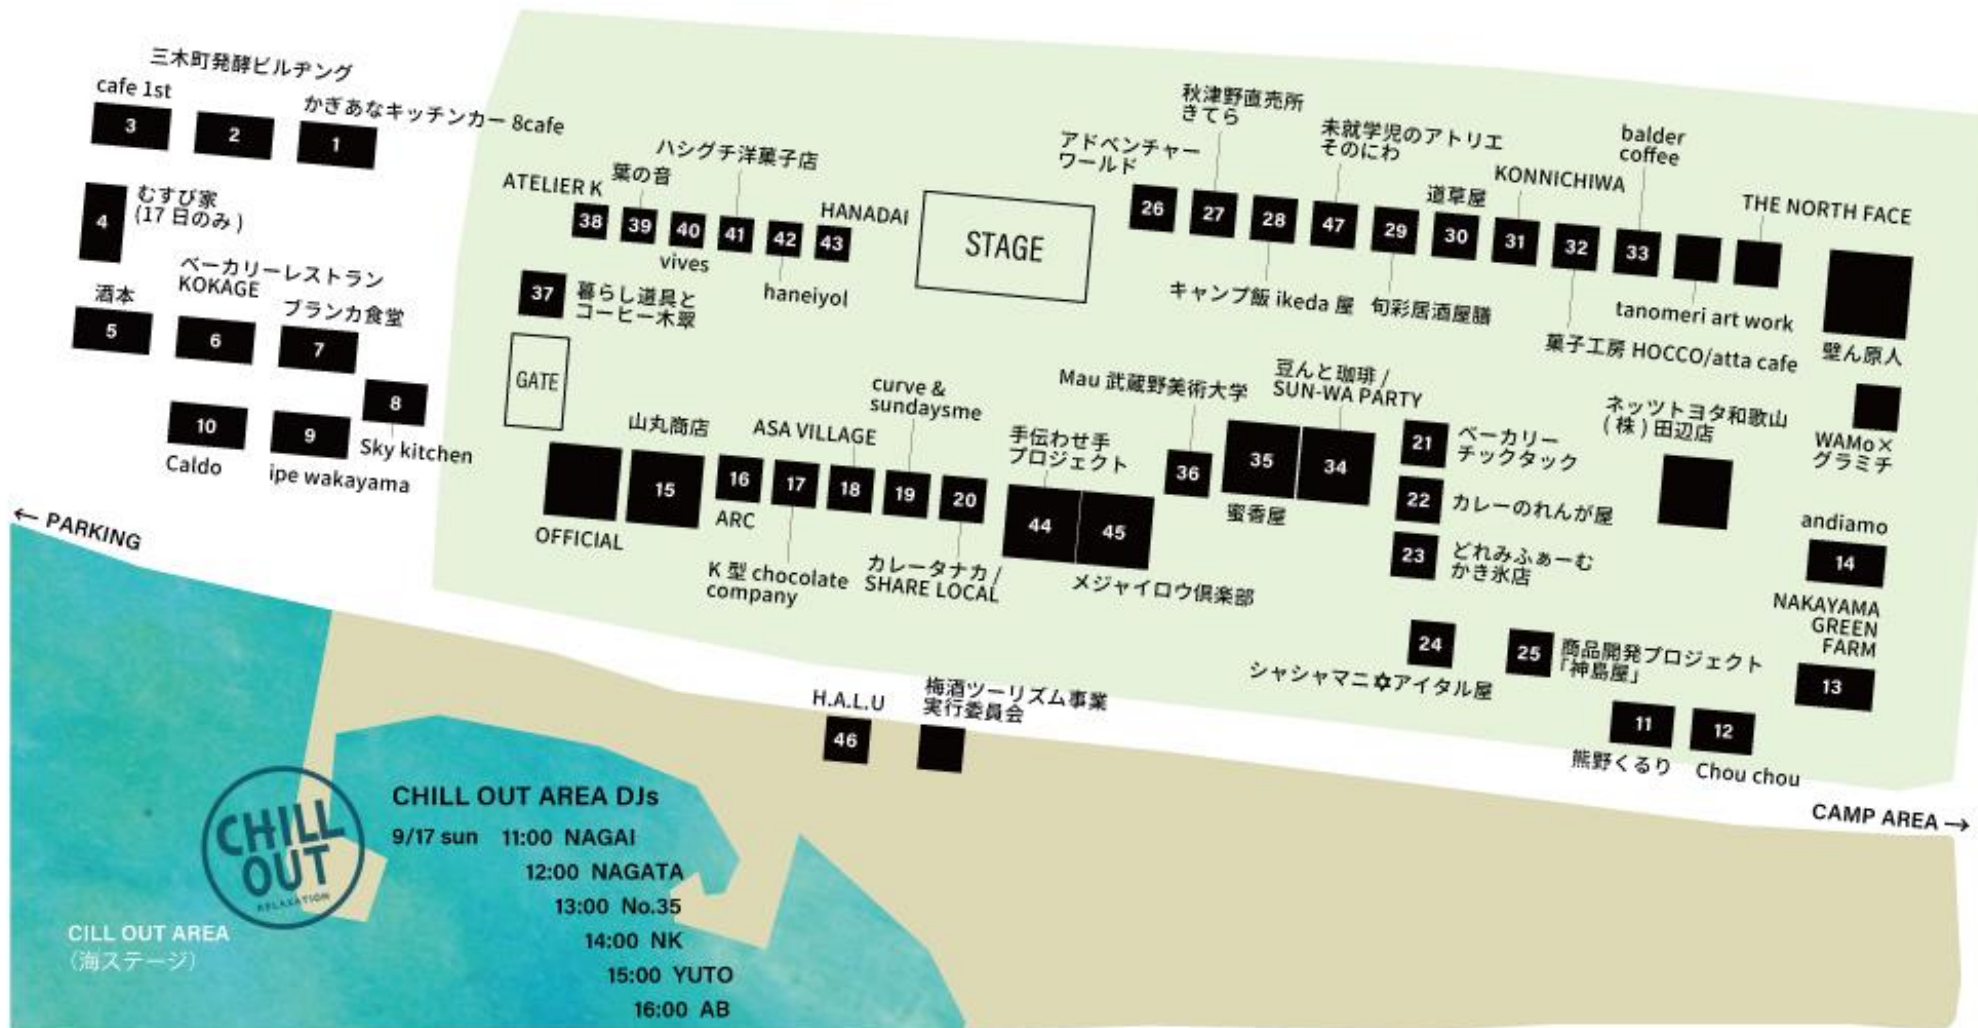 三木町発酵ビルヂング
cafe 1st
かぎあなキッチンカー 8cafe
3
2
1
むすび家
(17 日のみ )
4
ベーカリーレストラン
KOKAGE
酒本
ブランカ食堂
5
6
7
8
10
9
Sky kitchen
Caldo
ipe wakayama
← PARKING
ハシグチ洋菓子店
葉の音
ATELIER K
HANADAI
38
39
40
41
42
43
vives
haneiyol
37
暮らし道具と
コーヒー木翠
GATE
STAGE
秋津野直売所
きてら
アドベンチャー
ワールド
未就学児のアトリエ
そのにわ
balder
coffee
KONNICHIWA
道草屋
THE NORTH FACE
26
27
28
47
29
30
31
32
33
キャンプ飯 ikeda 屋
旬彩居酒屋膳
tanomeri art work
菓子工房 HOCCO/atta cafe
壁ん原人
curve &
sundaysme
山丸商店
ASA VILLAGE
手伝わせ手
プロジェクト
Mau 武蔵野美術大学
豆んと珈琲 /
SUN-WA PARTY
15
16
17
18
19
20
44
45
36
35
34
OFFICIAL
ARC
K 型 chocolate
company
カレータナカ /
SHARE LOCAL
メジャイロウ倶楽部
蜜香屋
21
ベーカリー
チックタック
22
カレーのれんが屋
23
どれみふぁーむ
かき氷店
ネッツトヨタ和歌山
( 株 ) 田辺店
WAMo×
グラミチ
andiamo
14
NAKAYAMA
GREEN
FARM
13
24
シャシャマニ✡アイタル屋
25
商品開発プロジェクト
「神島屋」
11
12
熊野くるり
Chou chou
H.A.L.U
46
梅酒ツーリズム事業
実行委員会
CAMP AREA →
CHILL
OUT
RELAXATION
CILL OUT AREA
（海ステージ）
CHILL OUT AREA DJs
9/17 sun 11:00 NAGAI
12:00 NAGATA
13:00 No.35
14:00 NK
15:00 YUTO
16:00 AB